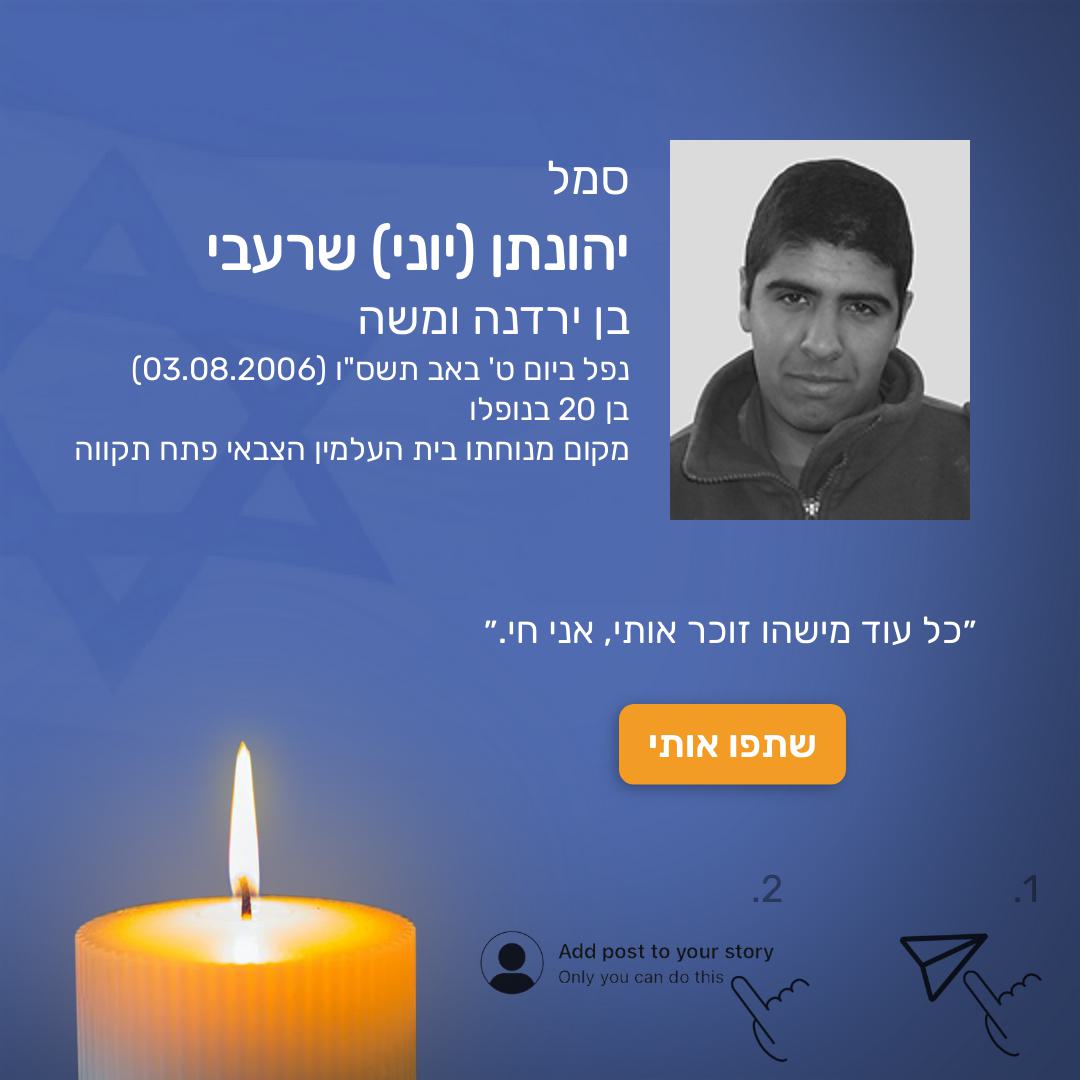 סמל
יהונתן (יוני) שרעבי
בן ירדנה ומשה
נפל ביום ט' באב תשס"ו (03.08.2006)
בן 20 בנופלו
מקום מנוחתו בית העלמין הצבאי פתח תקווה
"כל עוד מישהו זוכר אותי, אני חי."
שתפו אותי
1.
2.
Add post to your story
Only you can do this